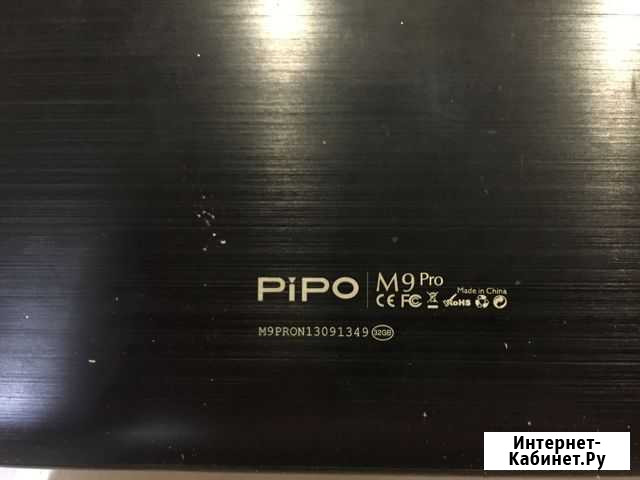 PiPO
M9 Pro
Made in China
CE FC RoHS
M9PRON13091349 32GB
Интернет-
Кабинет.Ру